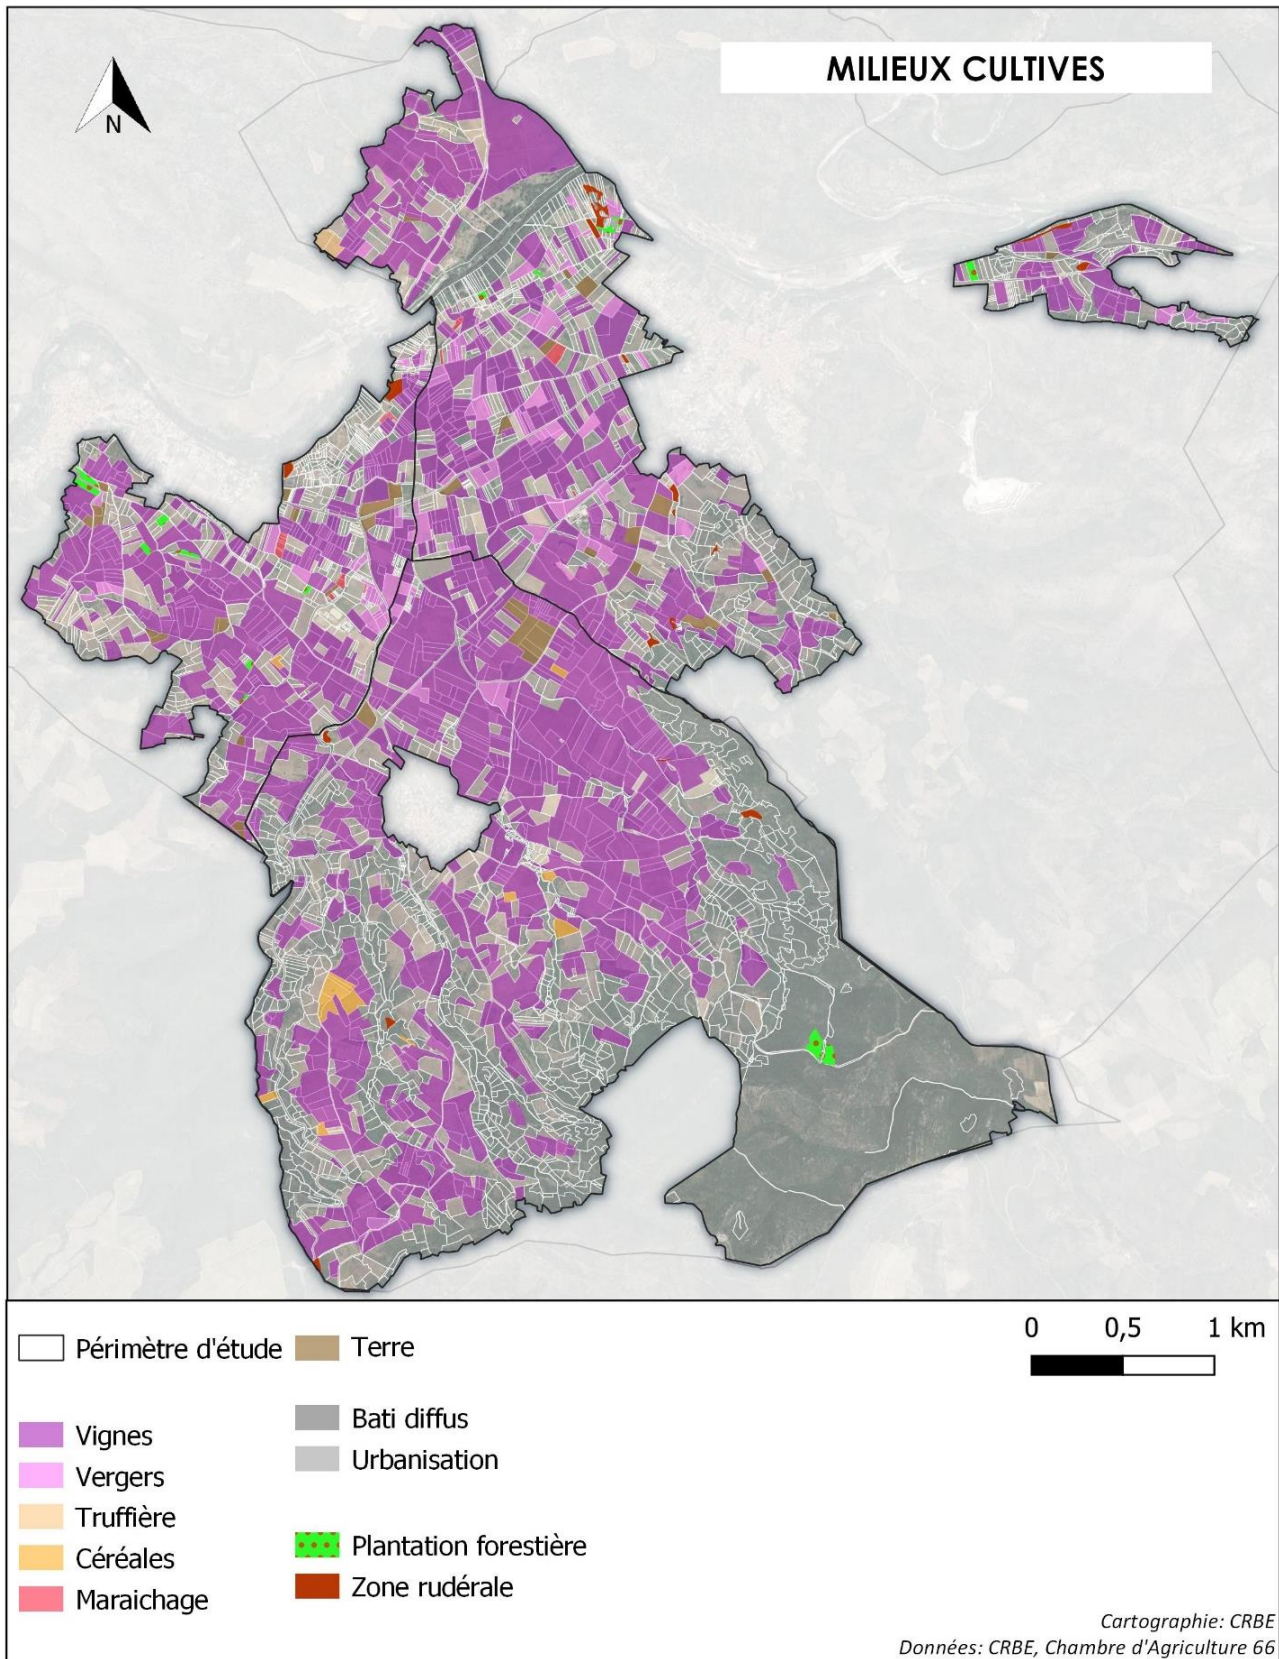 MILIEUX CULTIVES
N
Périmètre d'étude
Vignes
Vergers
Truffière
Céréales
Maraichage
Terre
Bati diffus
Urbanisation
Plantation forestière
Zone rudérale
0 0,5 1 km
Cartographie: CRBE
Données: CRBE, Chambre d'Agriculture 66